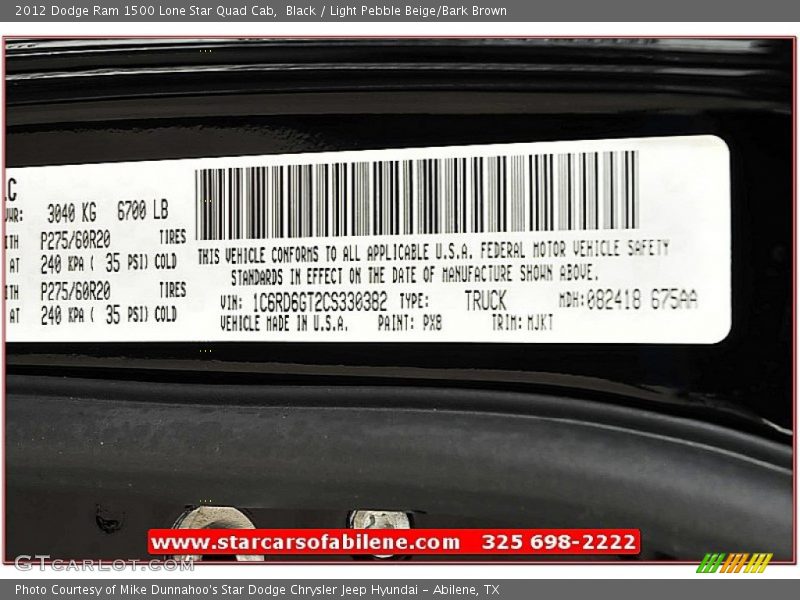 2012 Dodge Ram 1500 Lone Star Quad Cab,  Black / Light Pebble Beige/Bark Brown
LC
3040 KG 6700 LB
P275/60R20 TIRES
AT 240 KPA ( 35 PSI) COLD
P275/60R20 TIRES
AT 240 KPA ( 35 PSI) COLD
THIS VEHICLE CONFORMS TO ALL APPLICABLE U.S.A. FEDERAL MOTOR VEHICLE SAFETY
STANDARDS IN EFFECT ON THE DATE OF MANUFACTURE SHOWN ABOVE.
VIN: 1C6RD6GT2CS330382 TYPE: TRUCK MDH:082418 675AA
VEHICLE MADE IN U.S.A. PAINT: PX8 TRIM: MJKT
www.starcarsofabilene.com 325 698-2222
GTcarlot.com
Photo Courtesy of Mike Dunnahoo's Star Dodge Chrysler Jeep Hyundai - Abilene, TX